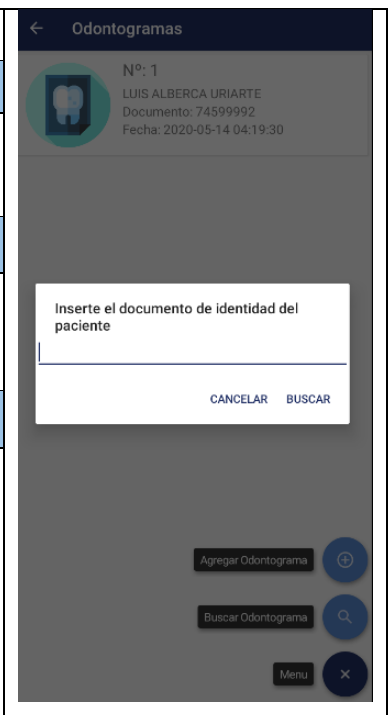 Odontogramas
Nº: 1
LUIS ALBERCA URIARTE
Documento: 74599992
Fecha: 2020-05-14 04:19:30
Inserte el documento de identidad del
paciente
CANCELAR BUSCAR
Agregar Odontograma
Buscar Odontograma
Menu